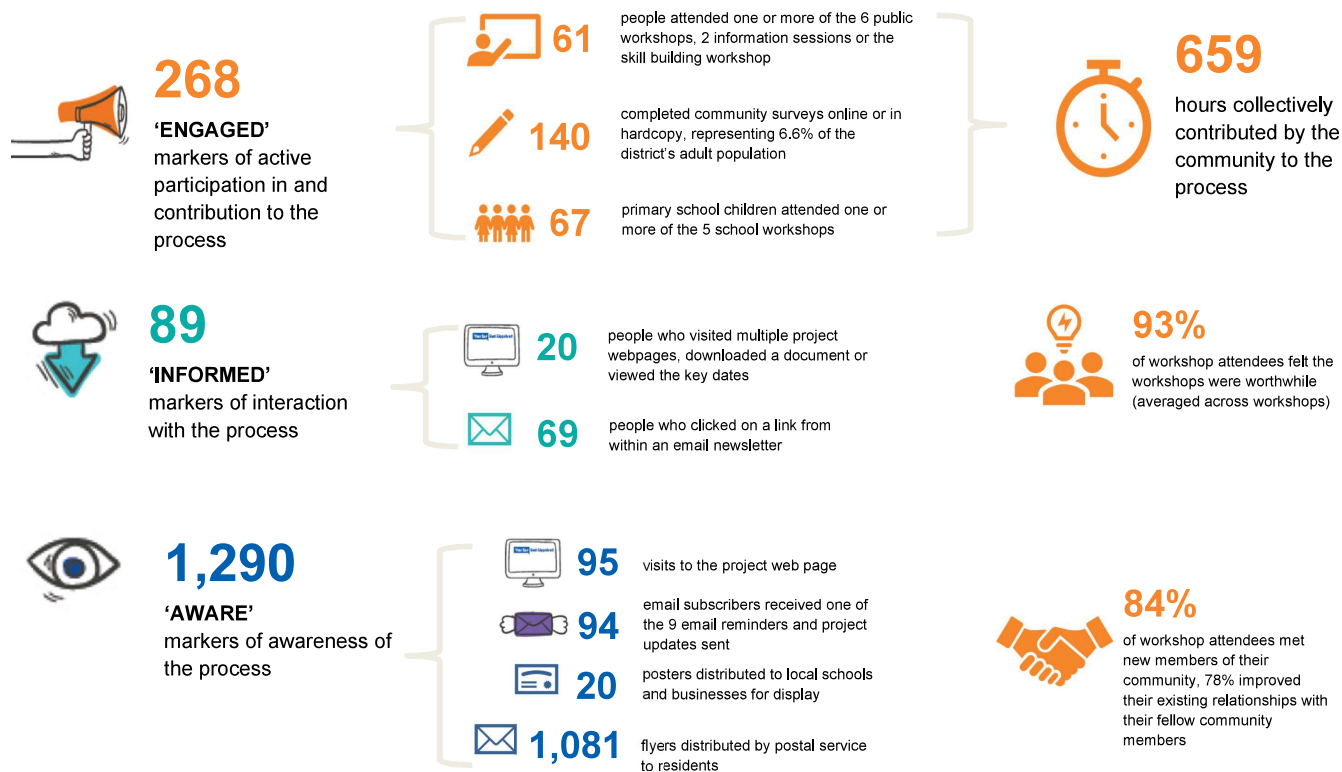 268
'ENGAGED'
markers of active
participation in and
contribution to the
process
61
people attended one or more of the 6 public
workshops, 2 information sessions or the
skill building workshop
140
completed community surveys online or in
hardcopy, representing 6.6% of the
district's adult population
67
primary school children attended one or
more of the 5 school workshops
659
hours collectively
contributed by the
community to the
process
89
'INFORMED'
markers of interaction
with the process
20
people who visited multiple project
webpages, downloaded a document or
viewed the key dates
69
people who clicked on a link from
within an email newsletter
93%
of workshop attendees felt the
workshops were worthwhile
(averaged across workshops)
1,290
'AWARE'
markers of awareness of
the process
95
visits to the project web page
94
email subscribers received one of
the 9 email reminders and project
updates sent
20
posters distributed to local schools
and businesses for display
1,081
flyers distributed by postal service
to residents
84%
of workshop attendees met
new members of their
community, 78% improved
their existing relationships with
their fellow community
members